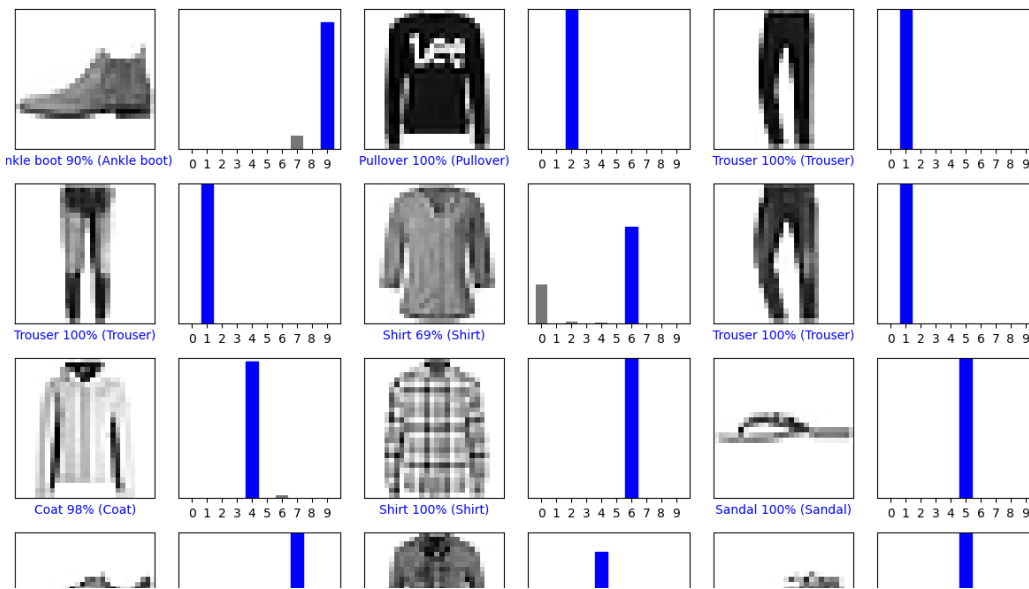 Lee
nkle boot 90% (Ankle boot)
0 1 2 3 4 5 6 7 8 9
Pullover 100% (Pullover)
0 1 2 3 4 5 6 7 8 9
Trouser 100% (Trouser)
0 1 2 3 4 5 6 7 8 9
Trouser 100% (Trouser)
0 1 2 3 4 5 6 7 8 9
Shirt 69% (Shirt)
0 1 2 3 4 5 6 7 8 9
Trouser 100% (Trouser)
0 1 2 3 4 5 6 7 8 9
Coat 98% (Coat)
0 1 2 3 4 5 6 7 8 9
Shirt 100% (Shirt)
0 1 2 3 4 5 6 7 8 9
Sandal 100% (Sandal)
0 1 2 3 4 5 6 7 8 9